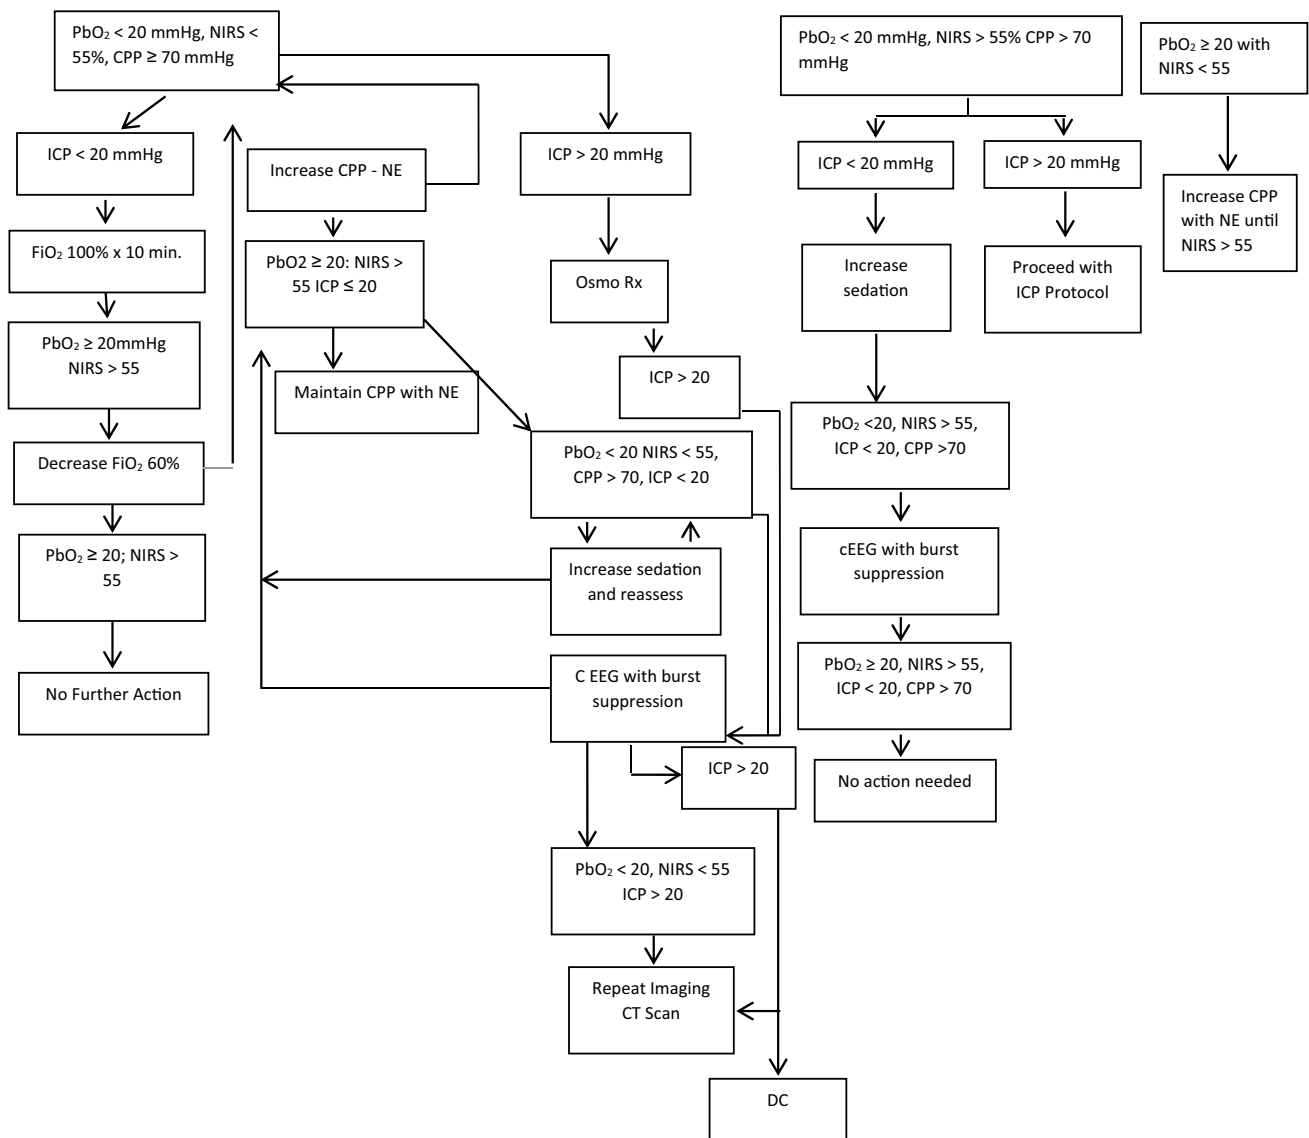 PbO₂ < 20 mmHg, NIRS <
55%, CPP ≥ 70 mmHg
ICP < 20 mmHg
FiO₂ 100% x 10 min.
PbO₂ ≥ 20mmHg
NIRS > 55
Decrease FiO₂ 60%
PbO₂ ≥ 20; NIRS >
55
No Further Action
Increase CPP - NE
PbO2 ≥ 20: NIRS >
55 ICP ≤ 20
Maintain CPP with NE
ICP > 20 mmHg
Osmo Rx
ICP > 20
PbO₂ < 20 NIRS < 55,
CPP > 70, ICP < 20
Increase sedation
and reassess
C EEG with burst
suppression
ICP > 20
PbO₂ < 20, NIRS < 55
ICP > 20
Repeat Imaging
CT Scan
DC
PbO₂ < 20 mmHg, NIRS > 55% CPP > 70
mmHg
ICP < 20 mmHg
Increase
sedation
PbO₂ <20, NIRS > 55,
ICP < 20, CPP >70
cEEG with burst
suppression
PbO₂ ≥ 20, NIRS > 55,
ICP < 20, CPP > 70
No action needed
ICP > 20 mmHg
Proceed with
ICP Protocol
PbO₂ ≥ 20 with
NIRS < 55
Increase CPP
with NE until
NIRS > 55